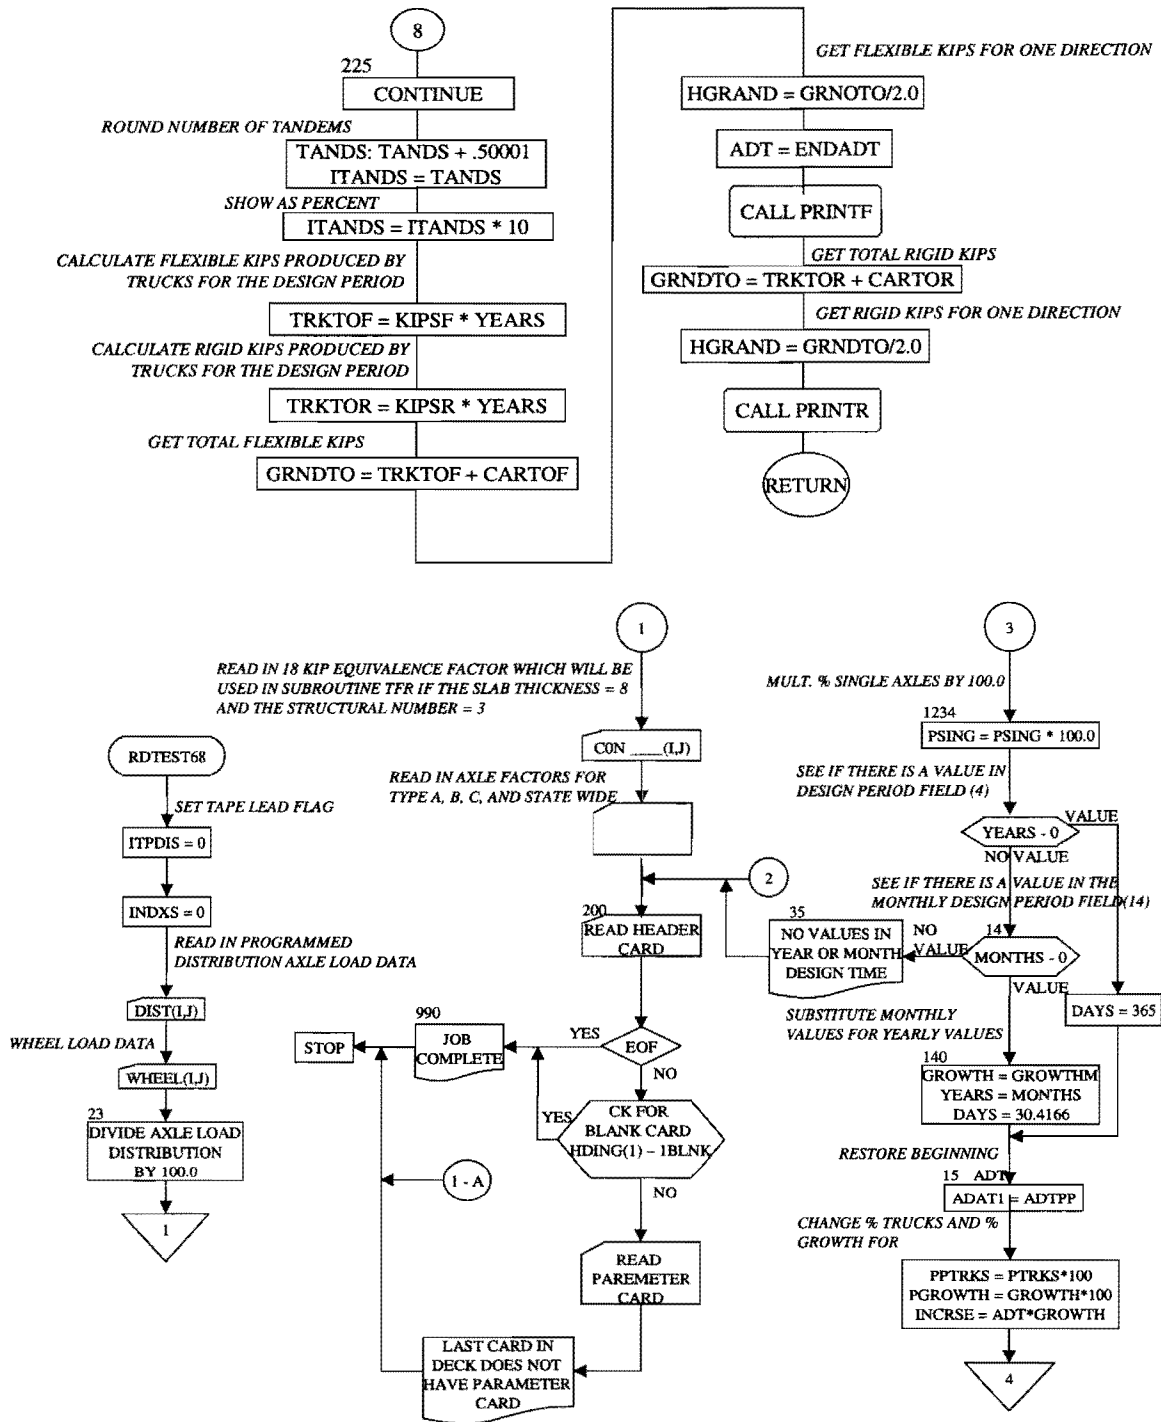 8
225
CONTINUE
ROUND NUMBER OF TANDEMS
TANDS: TANDS + .50001
ITANDS = TANDS
SHOW AS PERCENT
ITANDS = ITANDS * 10
CALCULATE FLEXIBLE KIPS PRODUCED BY
TRUCKS FOR THE DESIGN PERIOD
TRKTOF = KIPSF * YEARS
CALCULATE RIGID KIPS PRODUCED BY
TRUCKS FOR THE DESIGN PERIOD
TRKTOR = KIPSR * YEARS
GET TOTAL FLEXIBLE KIPS
GRNDTO = TRKTOF + CARTOF
GET FLEXIBLE KIPS FOR ONE DIRECTION
HGRAND = GRNOTO/2.0
ADT = ENDADT
CALL PRINTF
GET TOTAL RIGID KIPS
GRNDTO = TRKTOR + CARTOR
GET RIGID KIPS FOR ONE DIRECTION
HGRAND = GRNDTO/2.0
CALL PRINTR
RETURN
RDTEST68
SET TAPE LEAD FLAG
ITPDIS = 0
INDXS = 0
READ IN PROGRAMMED
DISTRIBUTION AXLE LOAD DATA
DIST(I,J)
WHEEL LOAD DATA
WHEEL(I,J)
23
DIVIDE AXLE LOAD
DISTRIBUTION
BY 100.0
1
1
READ IN 18 KIP EQUIVALENCE FACTOR WHICH WILL BE
USED IN SUBROUTINE TFR IF THE SLAB THICKNESS = 8
AND THE STRUCTURAL NUMBER = 3
C0N ____(I,J)
READ IN AXLE FACTORS FOR
TYPE A, B, C, AND STATE WIDE
2
200
READ HEADER
CARD
EOF
YES
NO
990
JOB
COMPLETE
STOP
CK FOR
BLANK CARD
HDING(1) – 1BLNK
YES
NO
1 - A
READ
PAREMETER
CARD
LAST CARD IN
DECK DOES NOT
HAVE PARAMETER
CARD
3
MULT. % SINGLE AXLES BY 100.0
1234
PSING = PSING * 100.0
SEE IF THERE IS A VALUE IN
DESIGN PERIOD FIELD (4)
YEARS - 0
VALUE
NO VALUE
SEE IF THERE IS A VALUE IN THE
MONTHLY DESIGN PERIOD FIELD(14)
14
MONTHS - 0
NO
VALUE
35
NO VALUES IN
YEAR OR MONTH
DESIGN TIME
VALUE
DAYS = 365
SUBSTITUTE MONTHLY
VALUES FOR YEARLY VALUES
140
GROWTH = GROWTHM
YEARS = MONTHS
DAYS = 30.4166
RESTORE BEGINNING
15 ADT
ADAT1 = ADTPP
CHANGE % TRUCKS AND %
GROWTH FOR
PPTRKS = PTRKS*100
PGROWTH = GROWTH*100
INCRSE = ADT*GROWTH
4